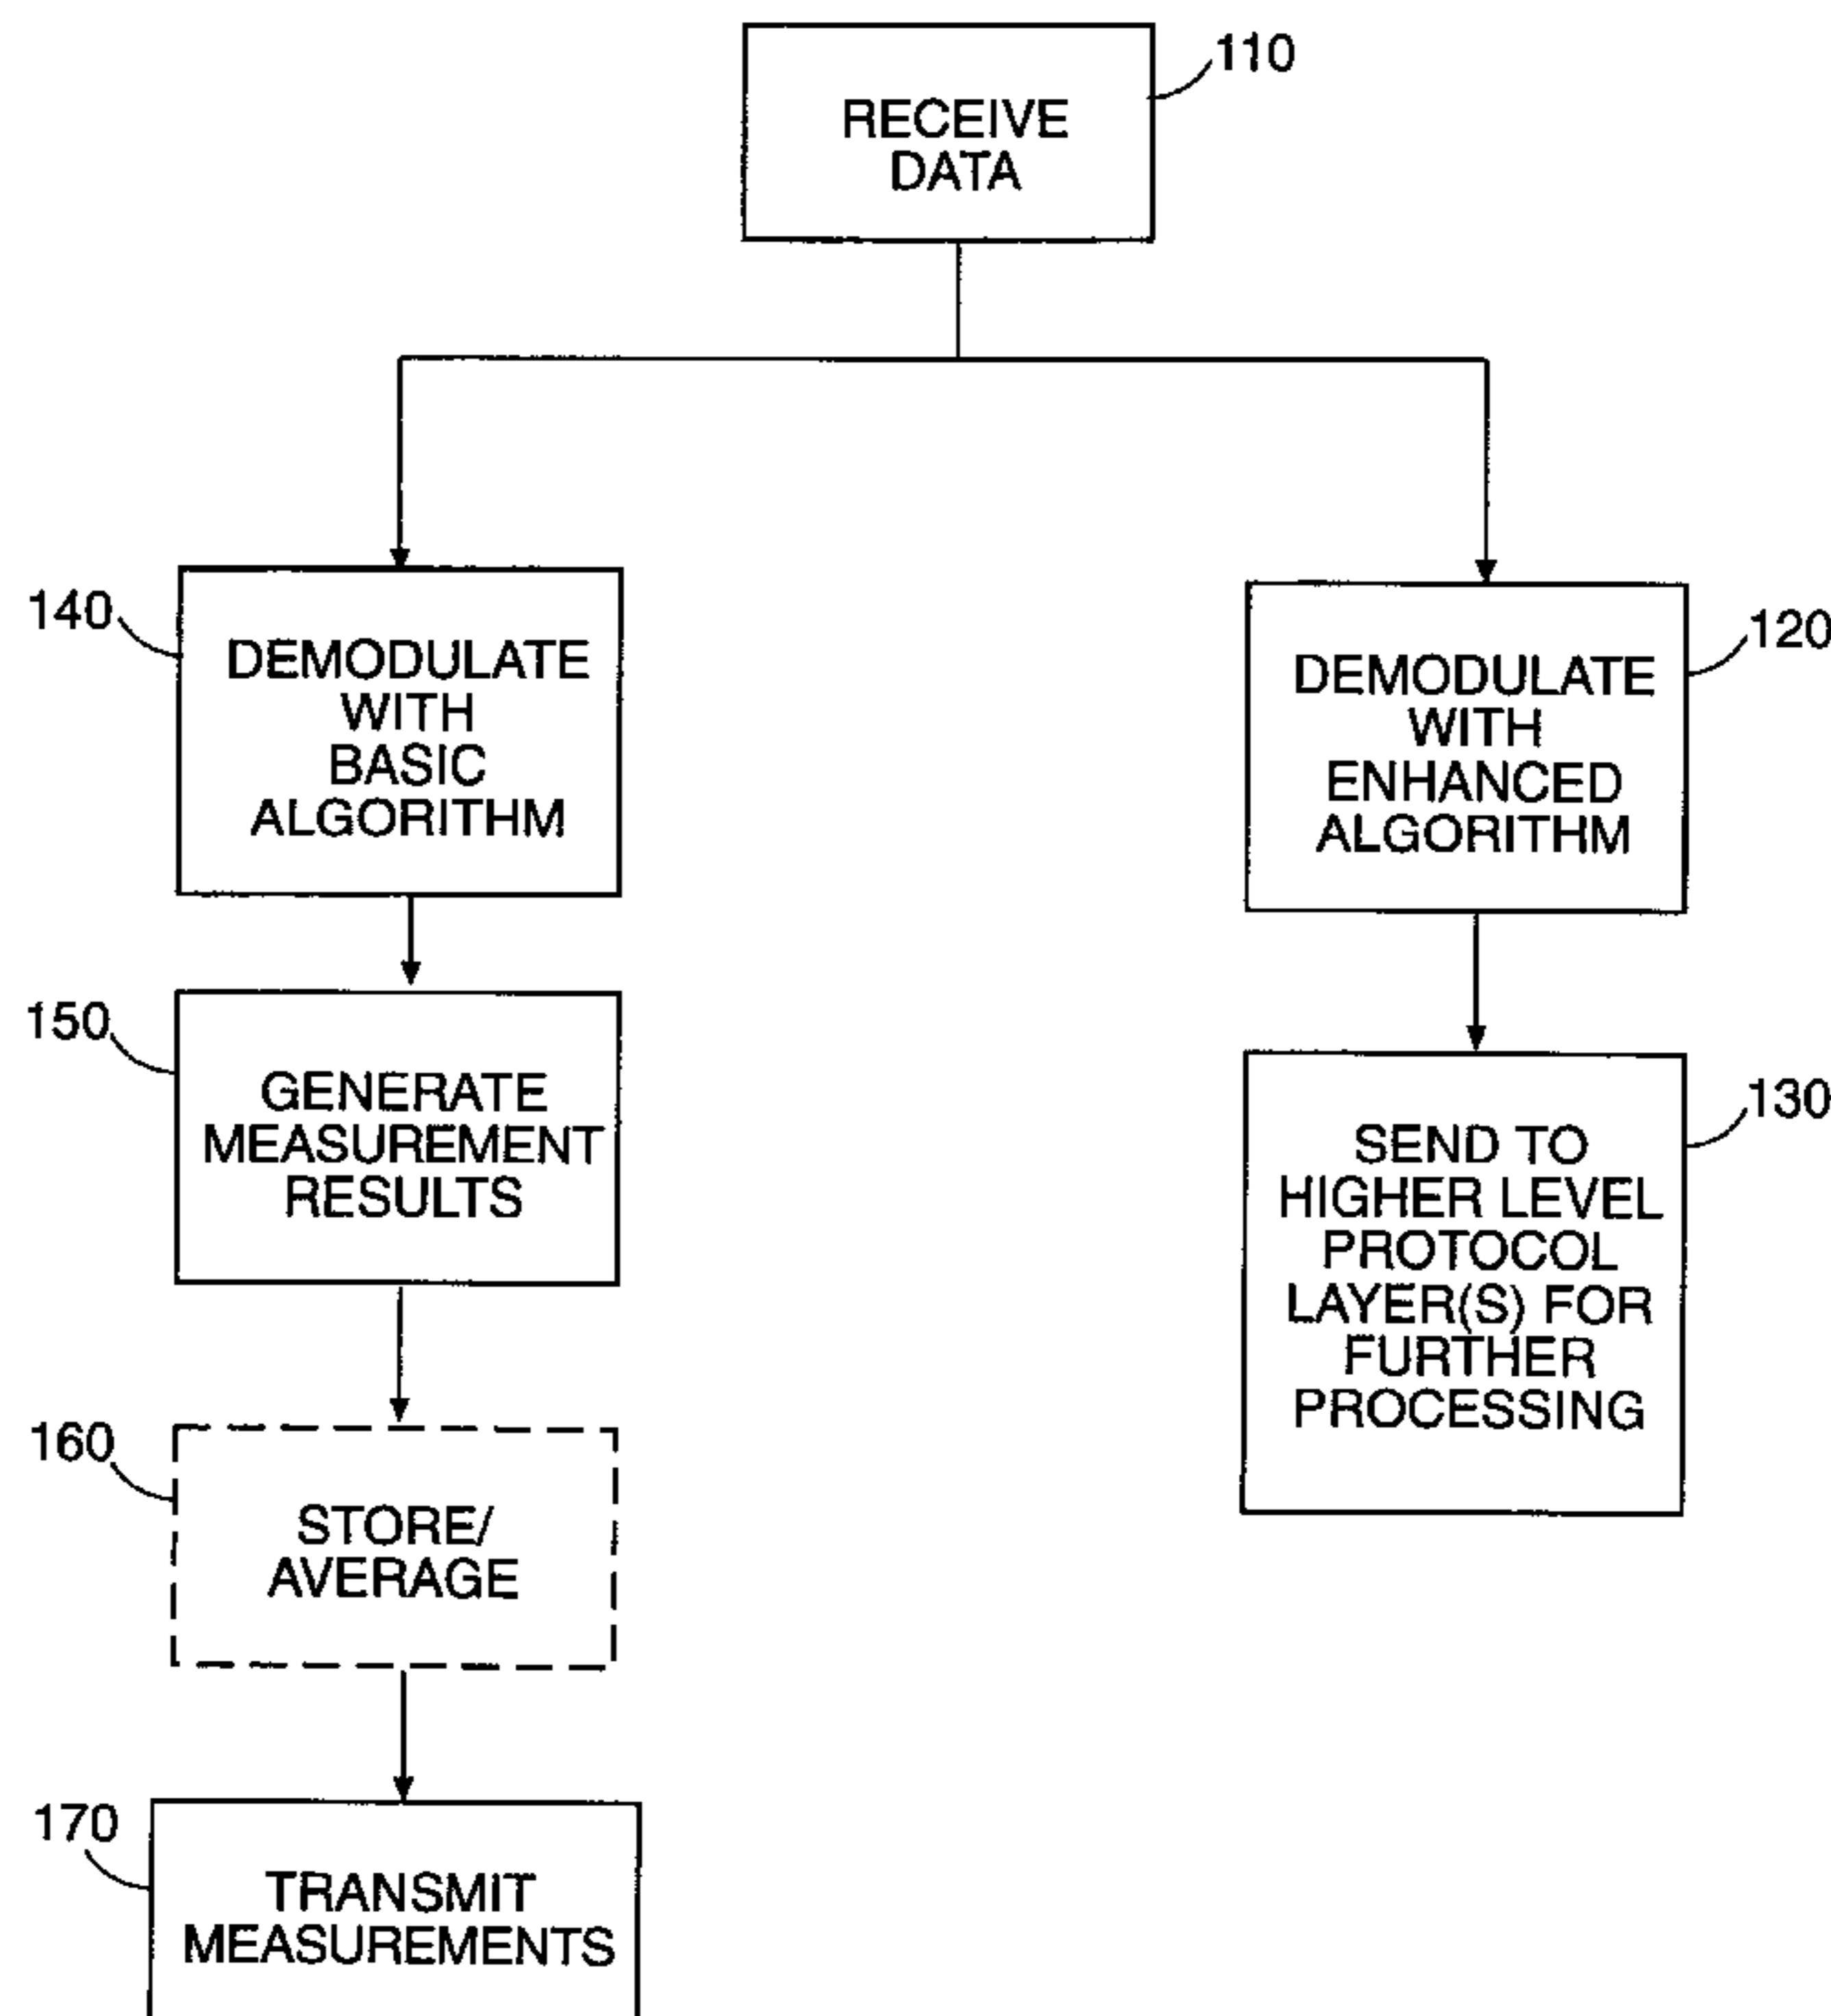 110
RECEIVE
DATA
140
DEMODULATE
WITH
BASIC
ALGORITHM
120
DEMODULATE
WITH
ENHANCED
ALGORITHM
150
GENERATE
MEASUREMENT
RESULTS
130
SEND TO
HIGHER LEVEL
PROTOCOL
LAYER(S) FOR
FURTHER
PROCESSING
160
STORE/
AVERAGE
170
TRANSMIT
MEASUREMENTS